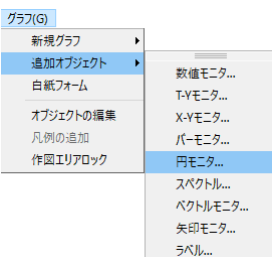 グラフ(G)
新規グラフ
追加オブジェクト
白紙フォーム
オブジェクトの編集
凡例の追加
作図エリアロック
数値モニタ...
T-Yモニタ...
X-Yモニタ...
バーモニタ...
円モニタ...
スペクトル...
ベクトルモニタ...
矢印モニタ...
ラベル...